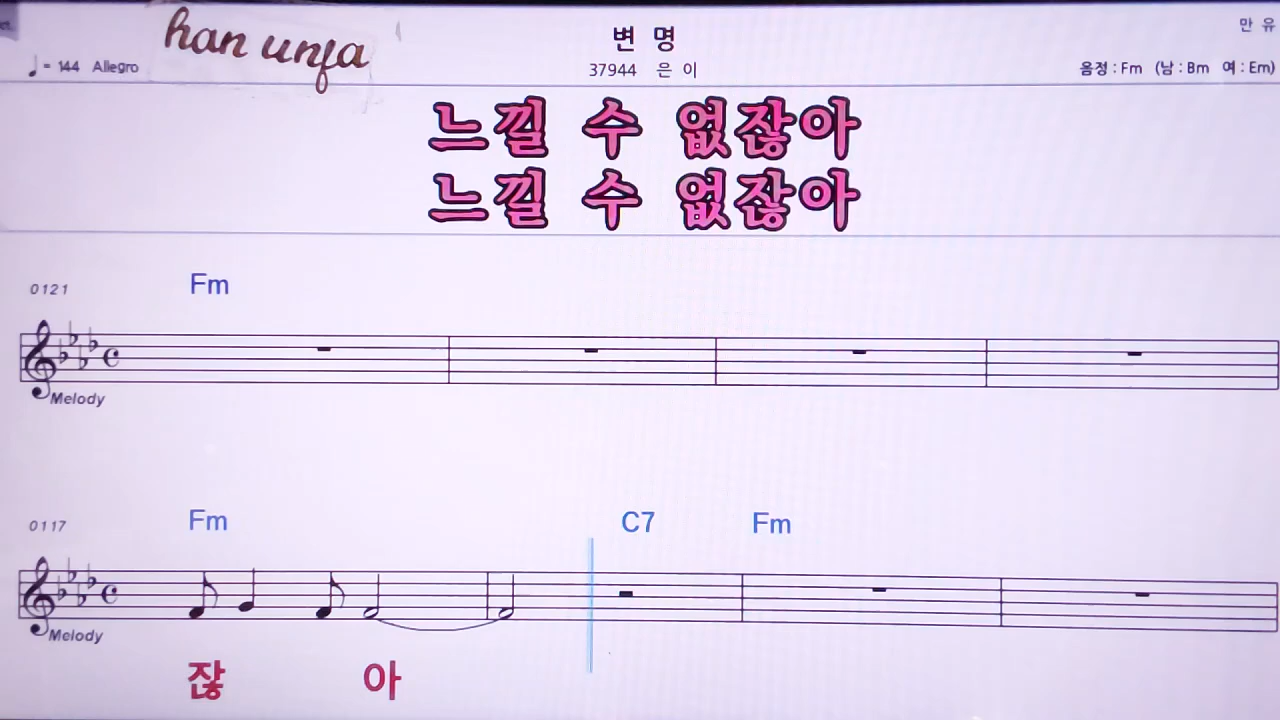 han unja
변 명
만 유
♩= 144 Allegro
37944 은 이
음정 : Fm (남 : Bm 여 : Em)
느낄 수 없잖아
느낄 수 없잖아
0121
Fm
Melody
0117
Fm C7 Fm
Melody
잖 아